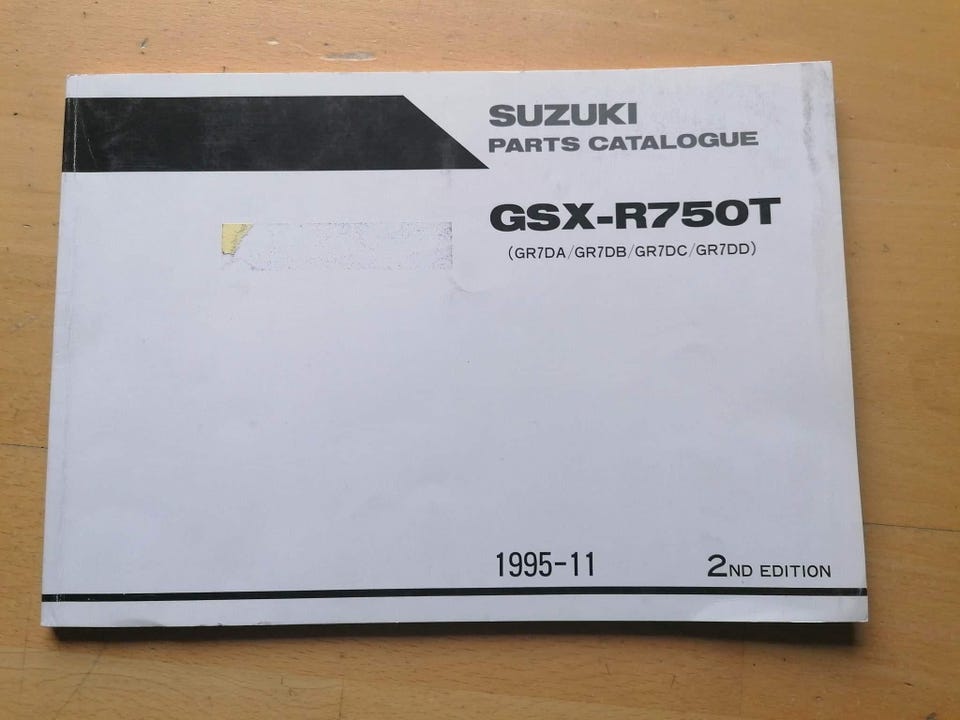 SUZUKI
PARTS CATALOGUE
GSX-R750T
(GR7DA/GR7DB/GR7DC/GR7DD)
1995-11
2ND EDITION